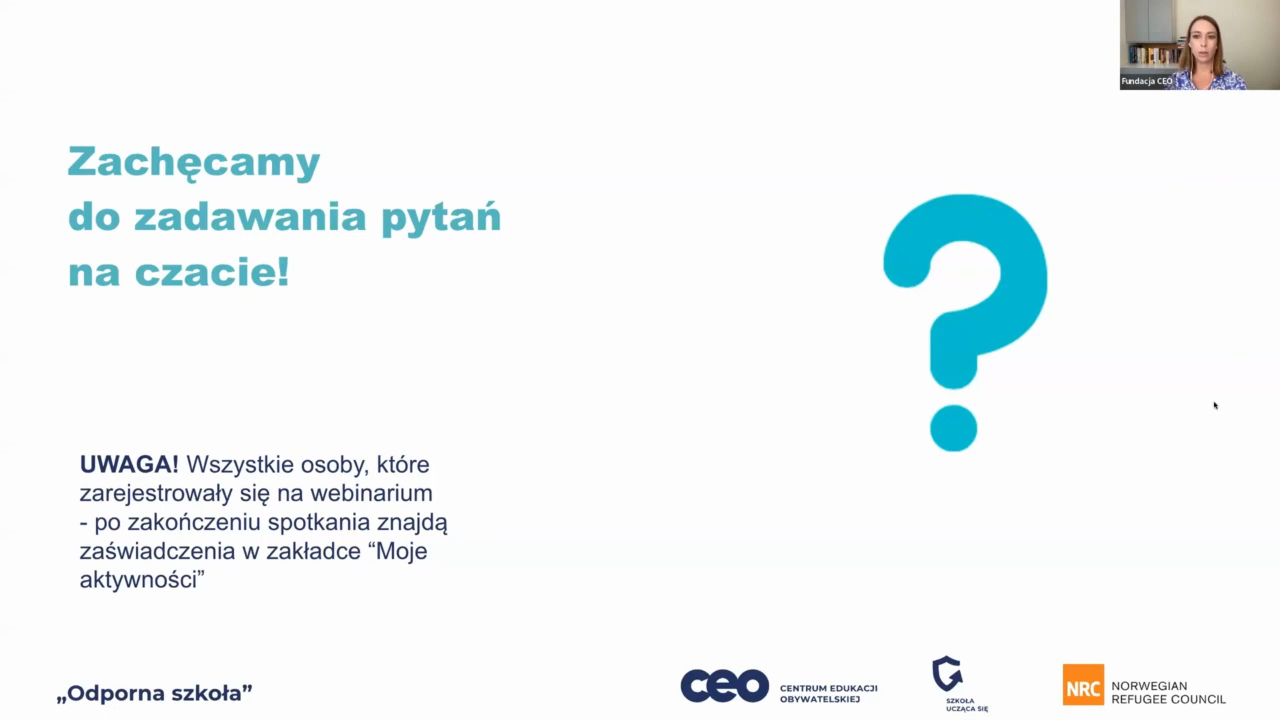 Fundacja CEO
Zachęcamy
do zadawania pytań
na czacie!
?
UWAGA! Wszystkie osoby, które
zarejestrowały się na webinarium
- po zakończeniu spotkania znajdą
zaświadczenia w zakładce “Moje
aktywności”
„Odporna szkoła”
ceo
CENTRUM EDUKACJI
OBYWATELSKIEJ
SZKOŁA
UCZĄCA SIĘ
NRC
NORWEGIAN
REFUGEE COUNCIL